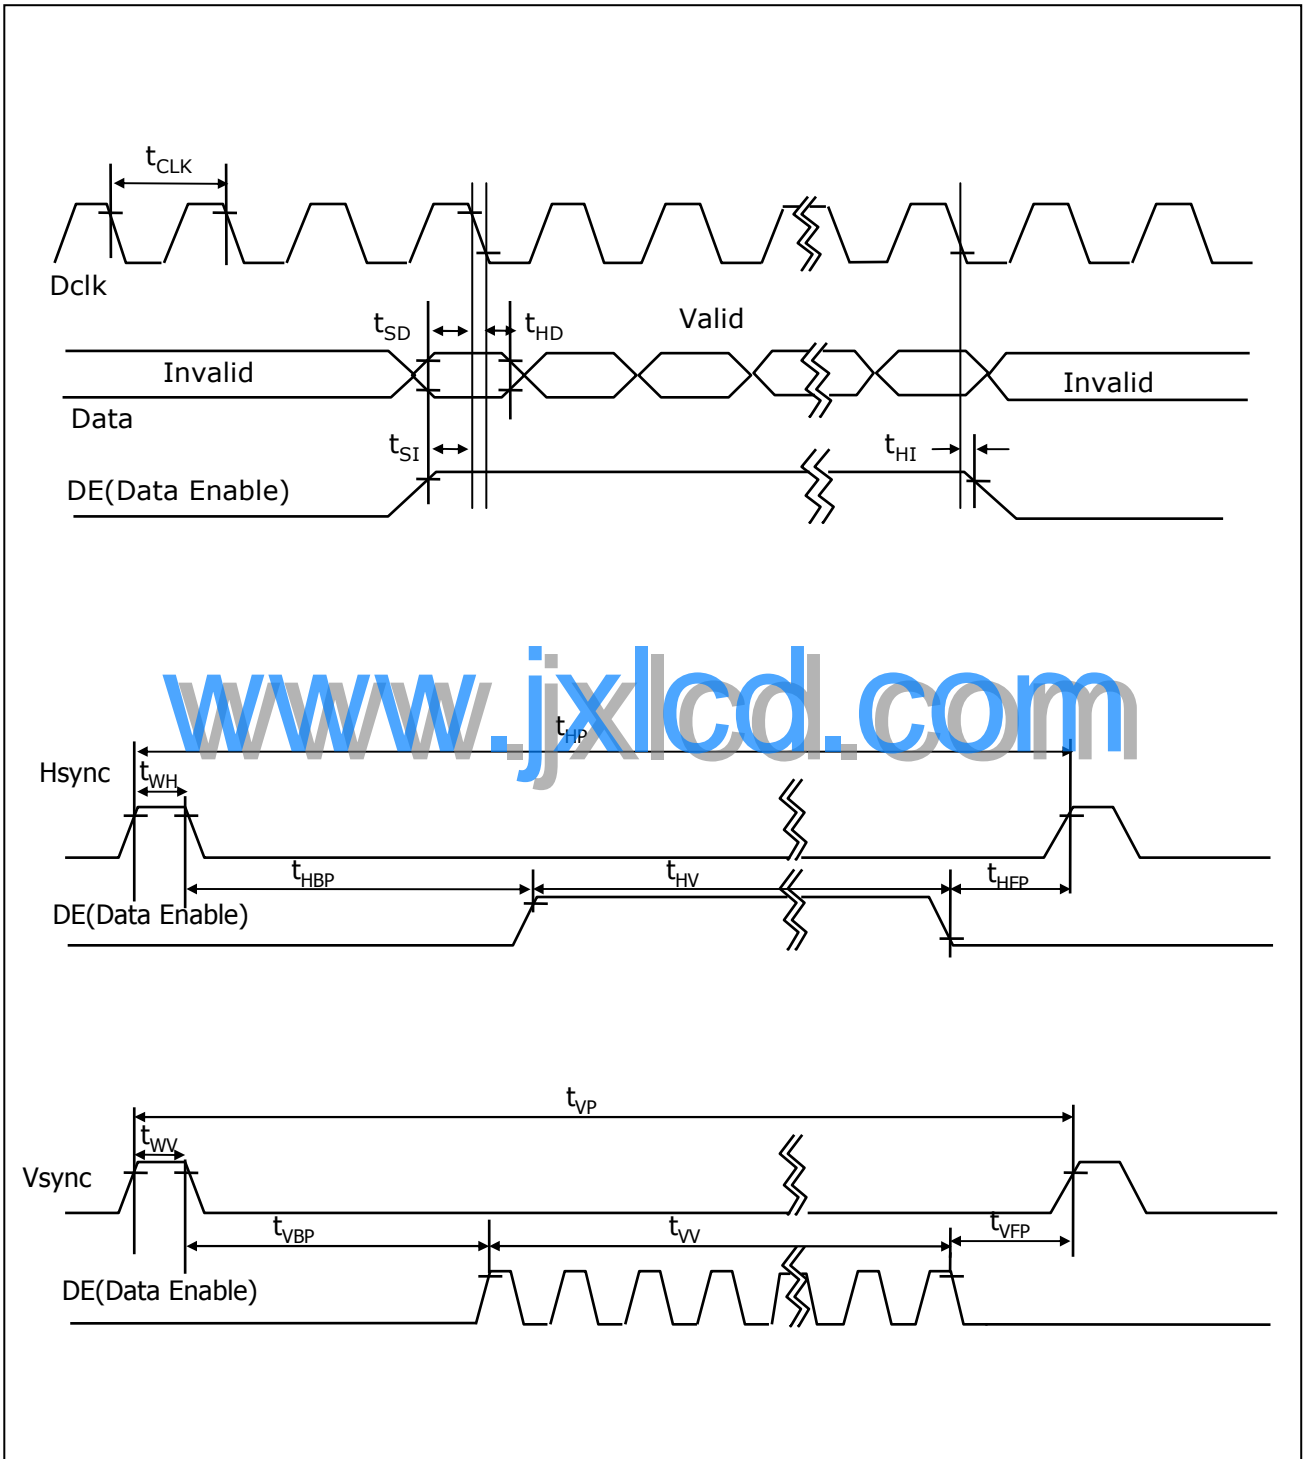 tCLK
Dclk
tSD
tHD
Valid
Invalid
Invalid
Data
tSI
tHI
DE(Data Enable)
www.jxlcd.com
tHP
Hsync
tWH
tHBP
tHV
tHFP
DE(Data Enable)
tVP
tWV
Vsync
tVBP
tVV
tVFP
DE(Data Enable)